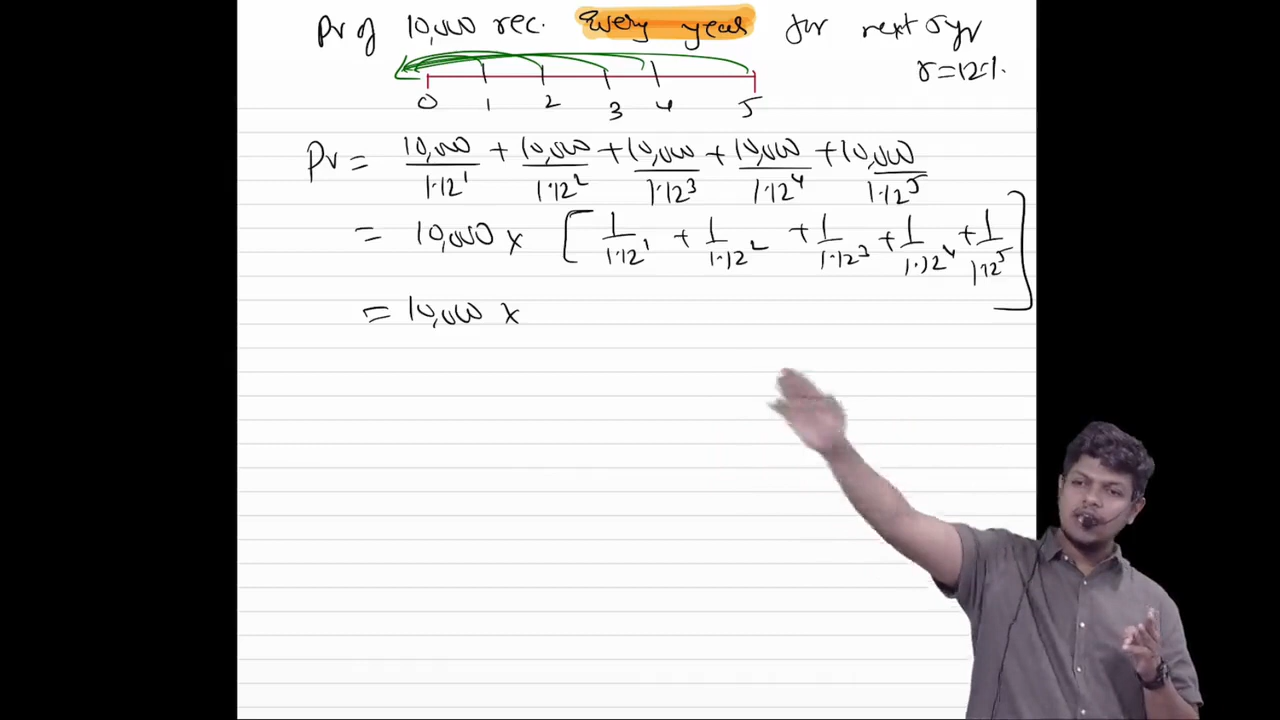 PV of 10,000 rec. Every year for next 5 yr
r = 12%
0 1 2 3 4 5
PV = 10,000/1.12¹ + 10,000/1.12² + 10,000/1.12³ + 10,000/1.12⁴ + 10,000/1.12⁵
= 10,000 x [1/1.12¹ + 1/1.12² + 1/1.12³ + 1/1.12⁴ + 1/1.12⁵]
= 10,000 x